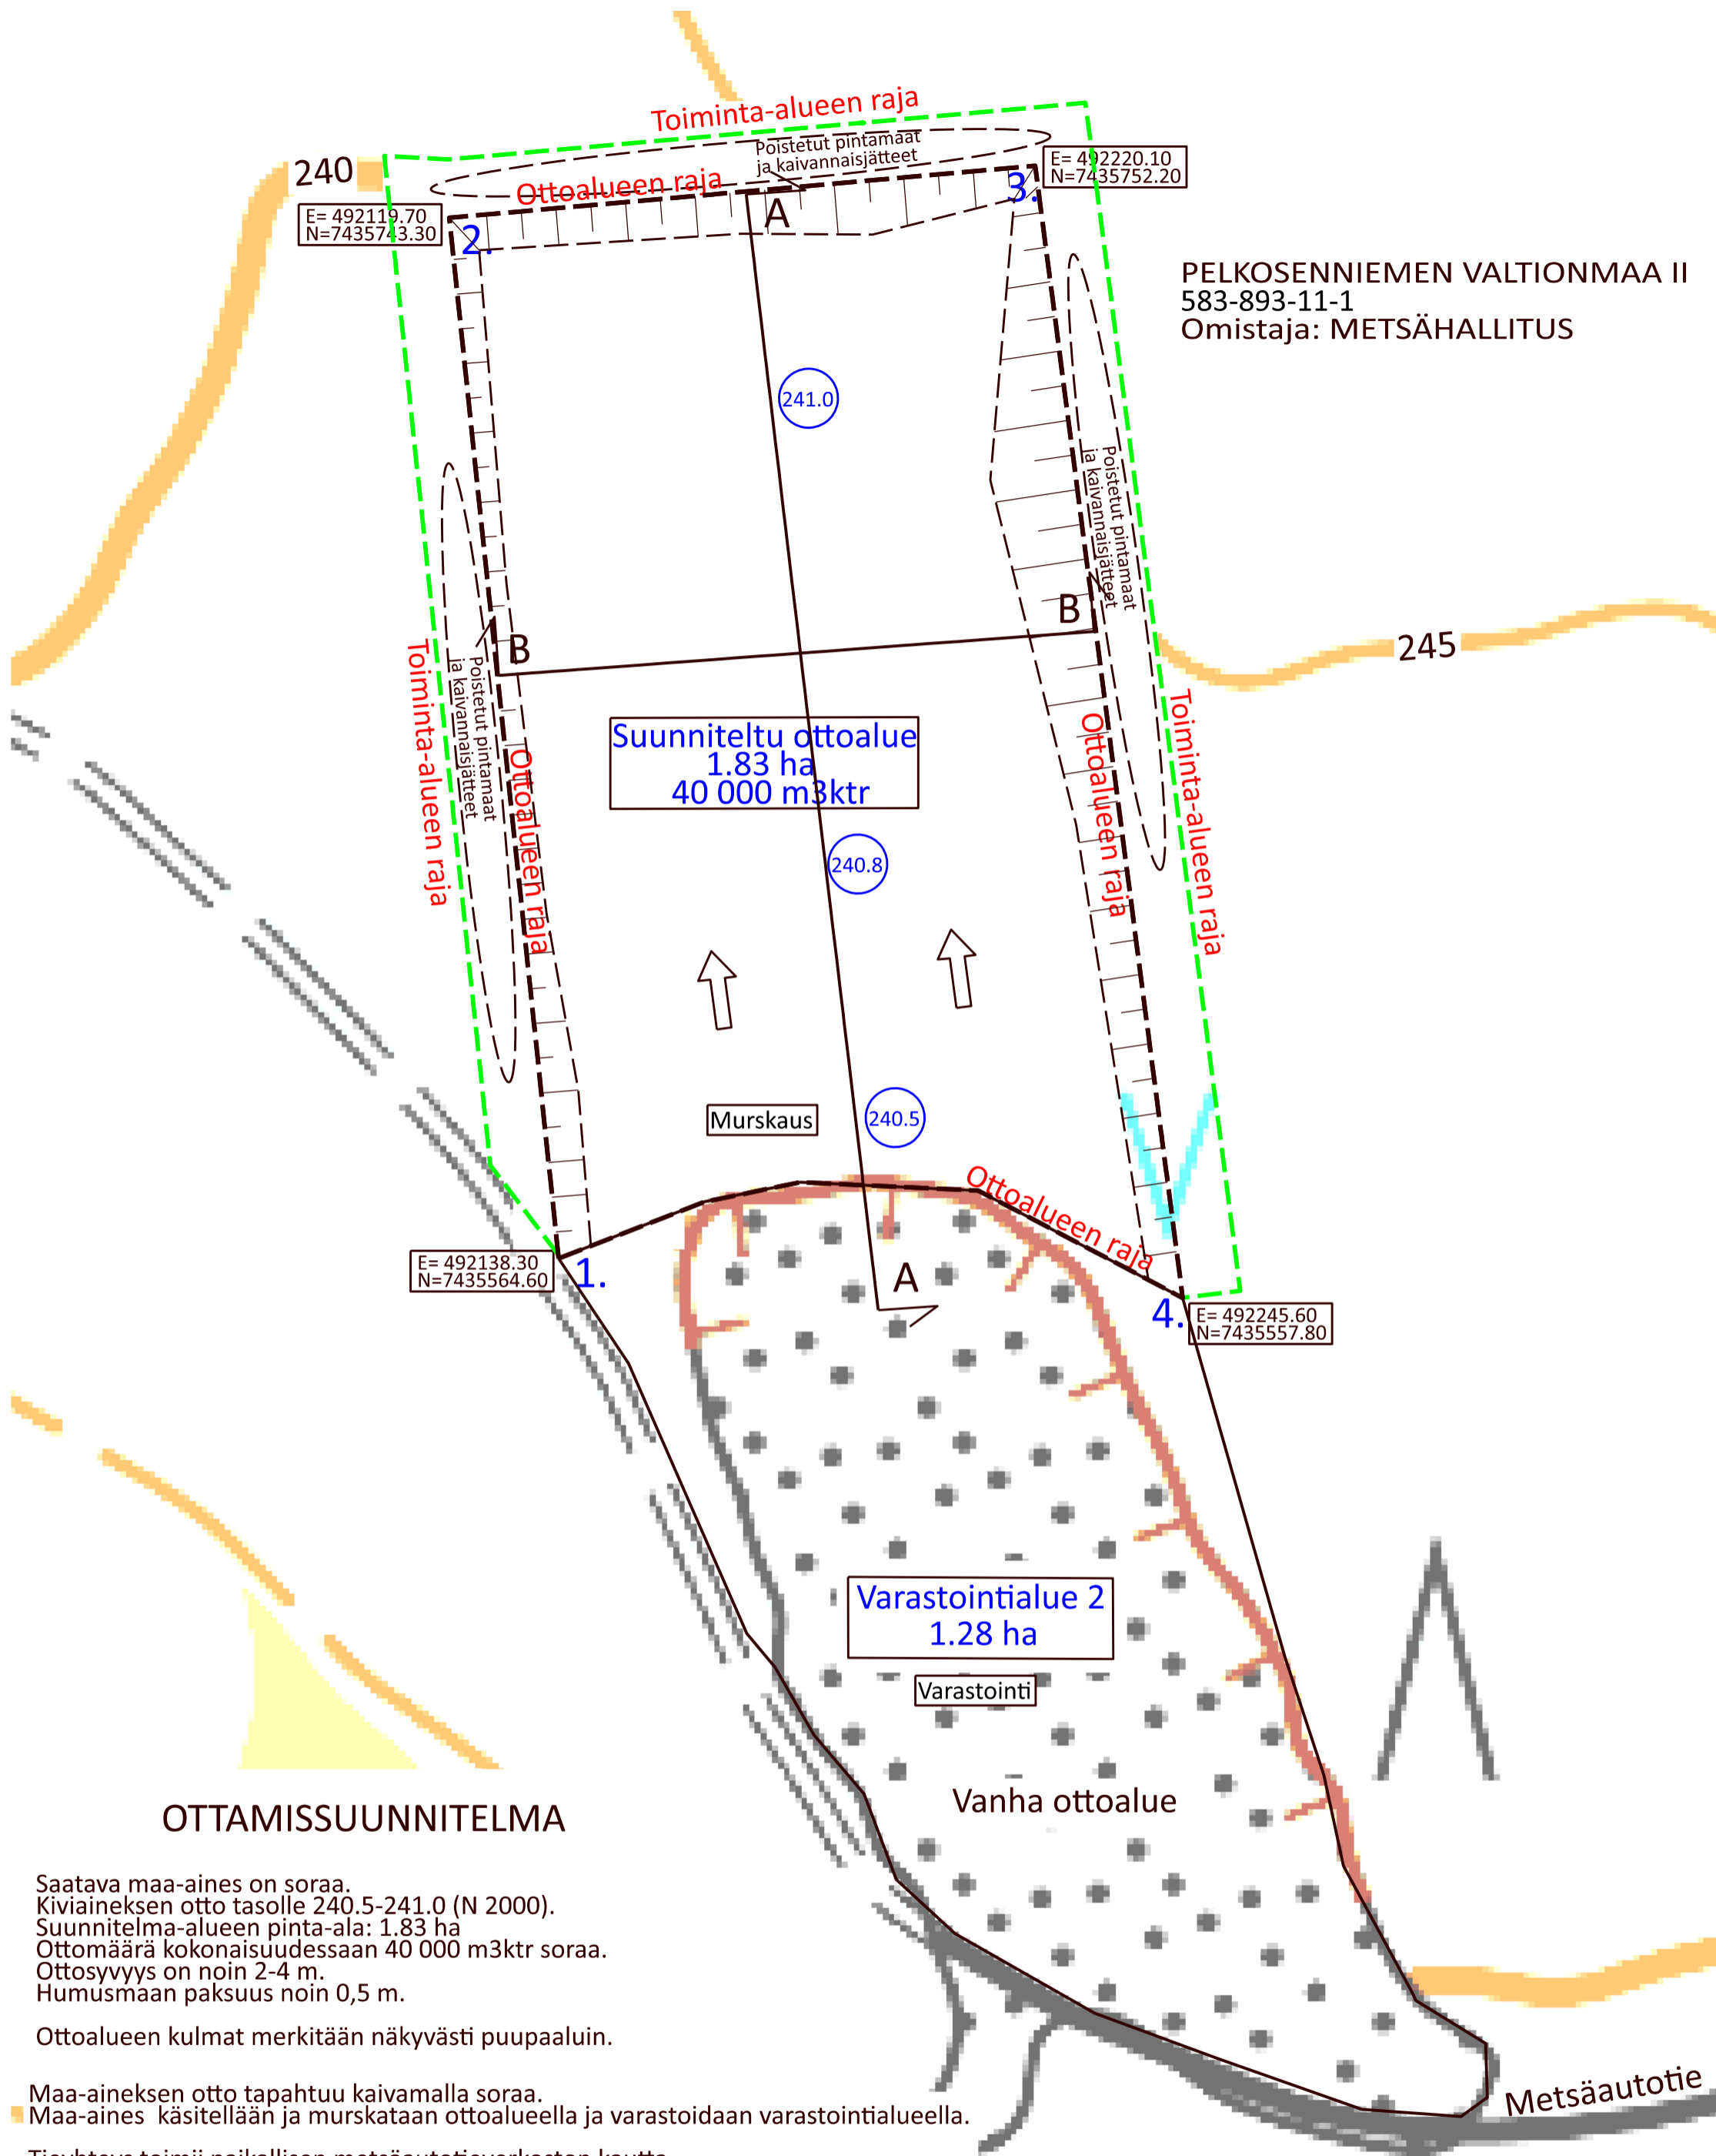 Toiminta-alueen raja
Poistetut pintamaat
ja kaivannaisjätteet
240
Ottoalueen raja
E= 492220.10
N=7435752.20
3.
E= 492119.70
N=7435743.30
2.
A
PELKOSENNIEMEN VALTIONMAA II
583-893-11-1
Omistaja: METSÄHALLITUS
241.0
Poistetut pintamaat
ja kaivannaisjätteet
B
B
245
Toiminta-alueen raja
Poistetut pintamaat
ja kaivannaisjätteet
Ottoalueen raja
Suunniteltu ottoalue
1.83 ha
40 000 m3ktr
Ottoalueen raja
Toiminta-alueen raja
240.8
Murskaus
240.5
Ottoalueen raja
E= 492138.30
N=7435564.60
1.
A
4.
E= 492245.60
N=7435557.80
Varastointialue 2
1.28 ha
Varastointi
Vanha ottoalue
OTTAMISSUUNNITELMA
Saatava maa-aines on soraa.
Kiviaineksen otto tasolle 240.5-241.0 (N 2000).
Suunnitelma-alueen pinta-ala: 1.83 ha
Ottomäärä kokonaisuudessaan 40 000 m3ktr soraa.
Ottosyvyys on noin 2-4 m.
Humusmaan paksuus noin 0,5 m.
Ottoalueen kulmat merkitään näkyvästi puupaaluin.
Metsäautotie
Maa-aineksen otto tapahtuu kaivamalla soraa.
Maa-aines käsitellään ja murskataan ottoalueella ja varastoidaan varastointialueella.